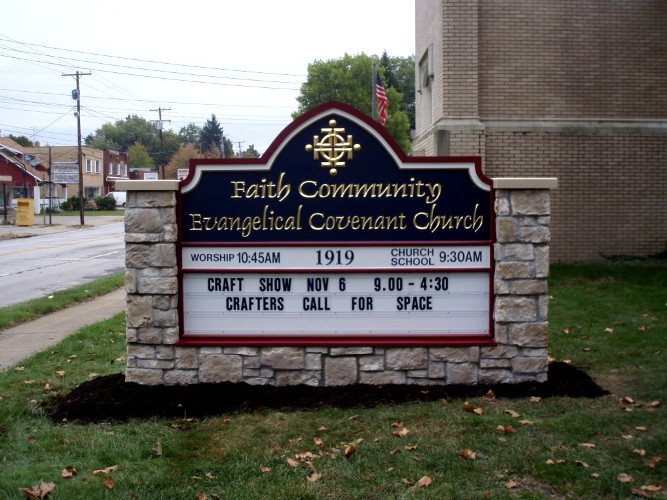 Faith Community
Evangelical Covenant Church
WORSHIP 10:45AM 1919 CHURCH SCHOOL 9:30AM
CRAFT SHOW NOV 6 9.00 - 4:30
CRAFTERS CALL FOR SPACE